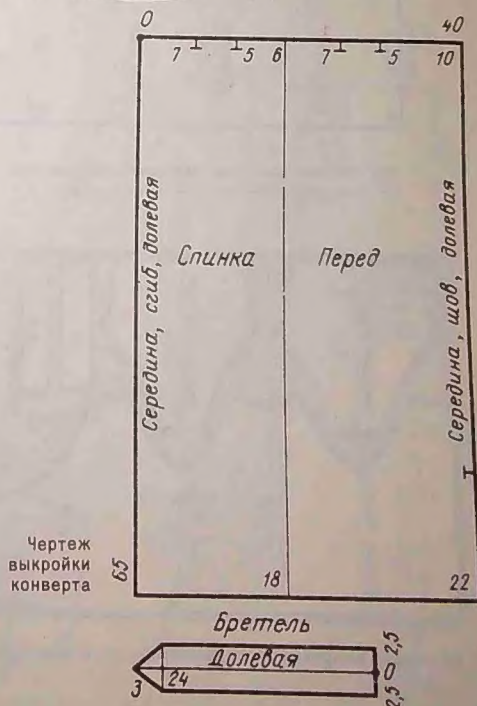 0 40
7 5 6 7 5 10
Середина, сгиб, долевая
Спинка
Перед
Середина, шов, долевая
Чертеж
выкройки
конверта
65
18 22
Бретель
Долевая
2,5
0
2,5
3 24